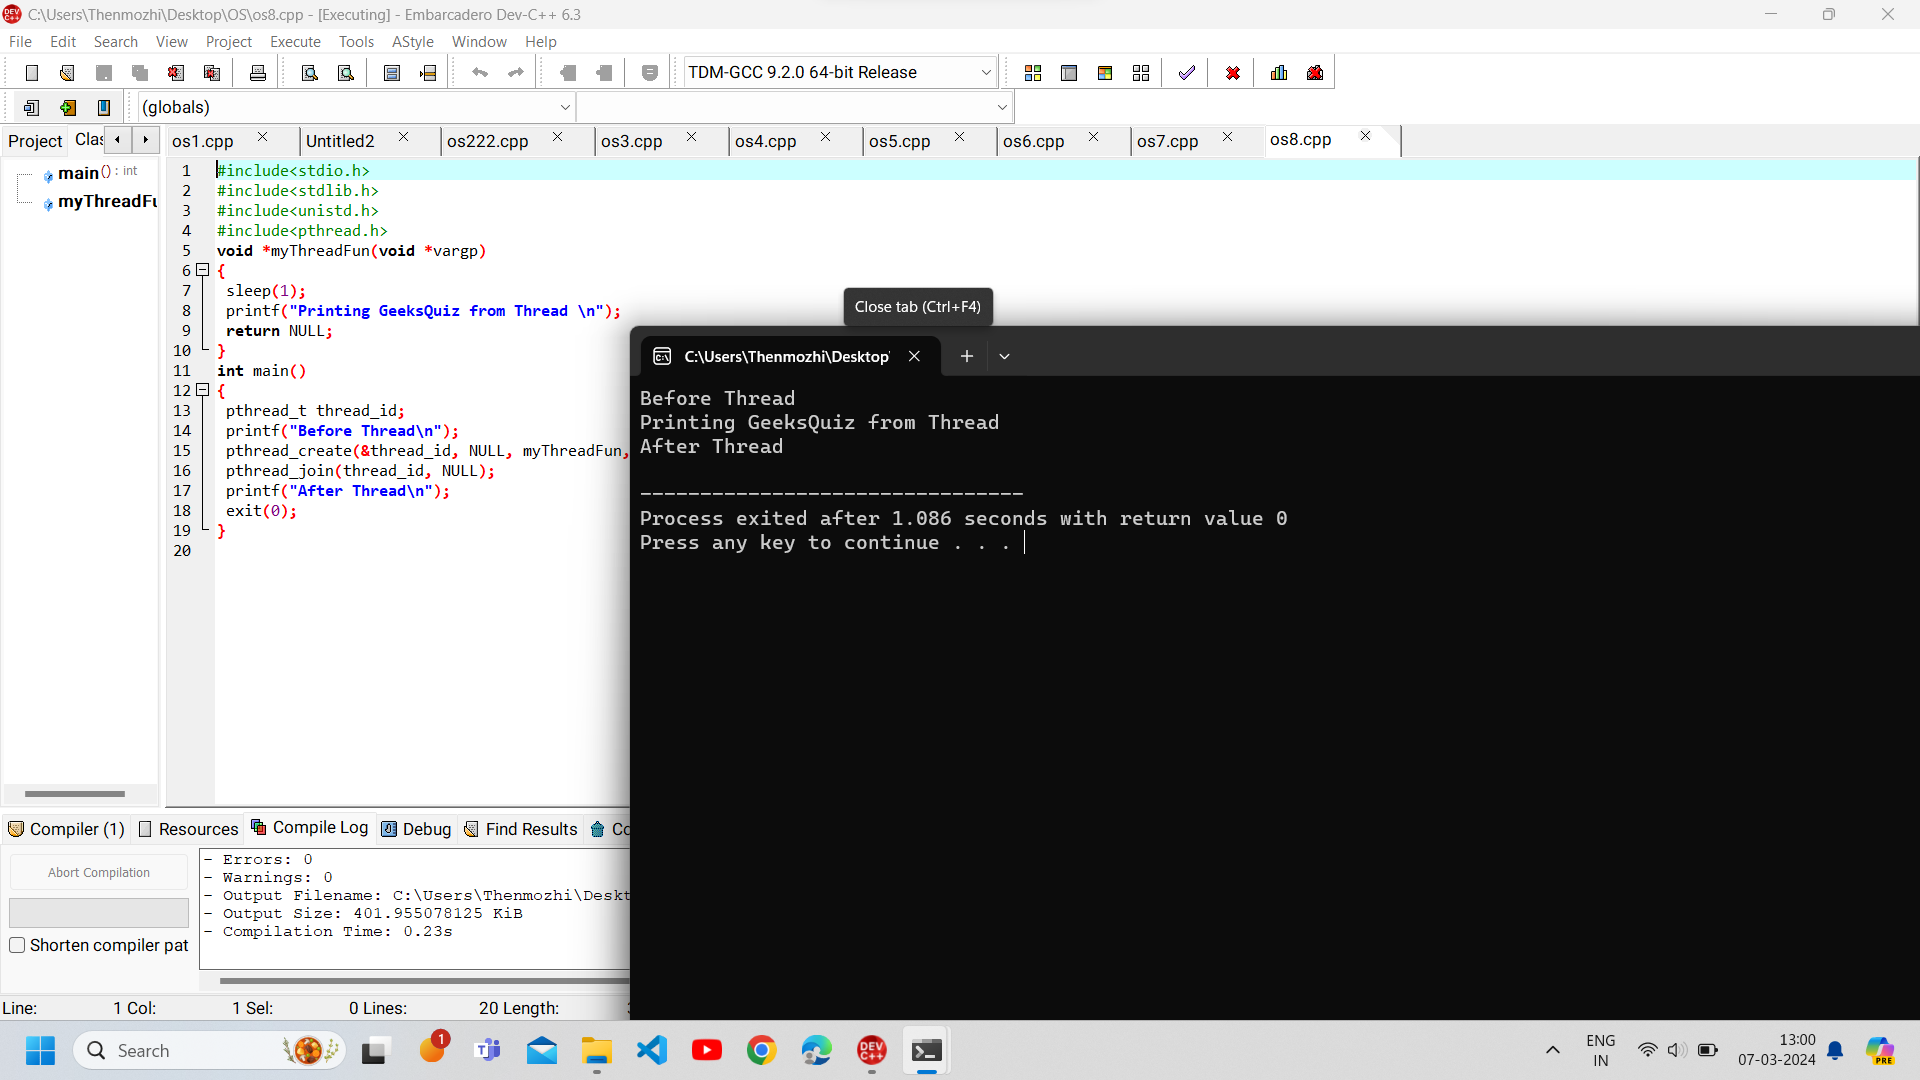 C:\Users\Thenmozhi\Desktop\OS\os8.cpp - [Executing] - Embarcadero Dev-C++ 6.3
File Edit Search View Project Execute Tools AStyle Window Help
TDM-GCC 9.2.0 64-bit Release
(globals)
Project Clas os1.cpp Untitled2 os222.cpp os3.cpp os4.cpp os5.cpp os6.cpp os7.cpp os8.cpp
main() : int
myThreadFu
1 #include<stdio.h>
2 #include<stdlib.h>
3 #include<unistd.h>
4 #include<pthread.h>
5 void *myThreadFun(void *vargp)
6 {
7 sleep(1);
8 printf("Printing GeeksQuiz from Thread \n");
9 return NULL;
10 }
11 int main()
12 {
13 pthread_t thread_id;
14 printf("Before Thread\n");
15 pthread_create(&thread_id, NULL, myThreadFun,
16 pthread_join(thread_id, NULL);
17 printf("After Thread\n");
18 exit(0);
19 }
20
Close tab (Ctrl+F4)
C:\Users\Thenmozhi\Desktop\
Before Thread
Printing GeeksQuiz from Thread
After Thread
--------------------------------
Process exited after 1.086 seconds with return value 0
Press any key to continue . . .
Compiler (1) Resources Compile Log Debug Find Results Co
Abort Compilation
Shorten compiler pat
- Errors: 0
- Warnings: 0
- Output Filename: C:\Users\Thenmozhi\Deskt
- Output Size: 401.955078125 KiB
- Compilation Time: 0.23s
Line: 1 Col: 1 Sel: 0 Lines: 20 Length:
Search
1
DEV C++
ENG
IN
13:00
07-03-2024
PRE